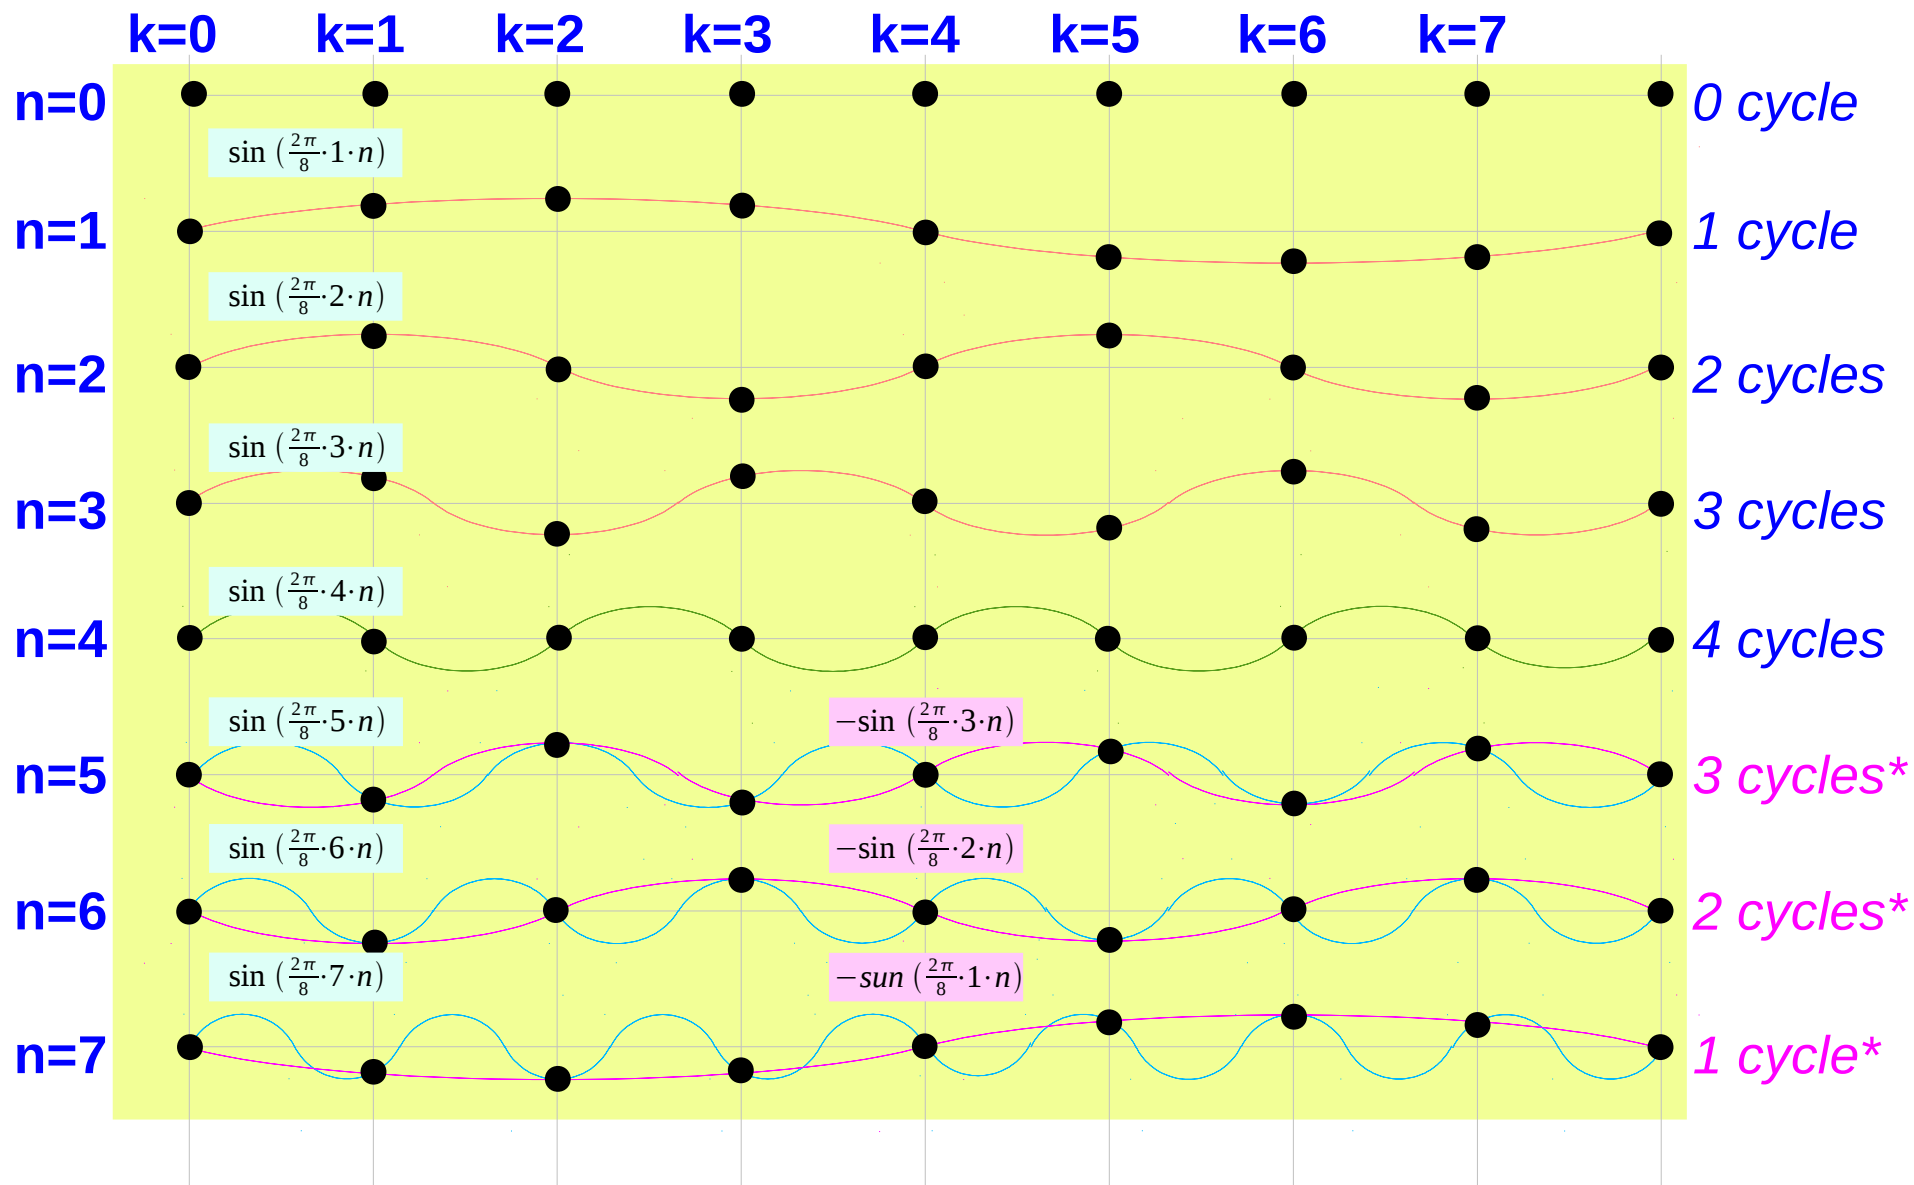 k=0 k=1 k=2 k=3 k=4 k=5 k=6 k=7
n=0 0 cycle
sin (2π/8·1·n)
n=1 1 cycle
sin (2π/8·2·n)
n=2 2 cycles
sin (2π/8·3·n)
n=3 3 cycles
sin (2π/8·4·n)
n=4 4 cycles
sin (2π/8·5·n) −sin (2π/8·3·n)
n=5 3 cycles*
sin (2π/8·6·n) −sin (2π/8·2·n)
n=6 2 cycles*
sin (2π/8·7·n) −sun (2π/8·1·n)
n=7 1 cycle*